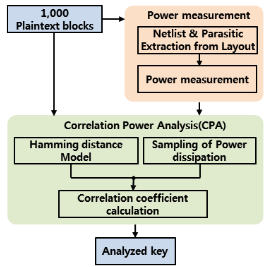 1,000
Plaintext blocks
Power measurement
Netlist & Parasitic
Extraction from Layout
Power measurement
Correlation Power Analysis(CPA)
Hamming distance
Model
Sampling of Power
dissipation
Correlation coefficient
calculation
Analyzed key